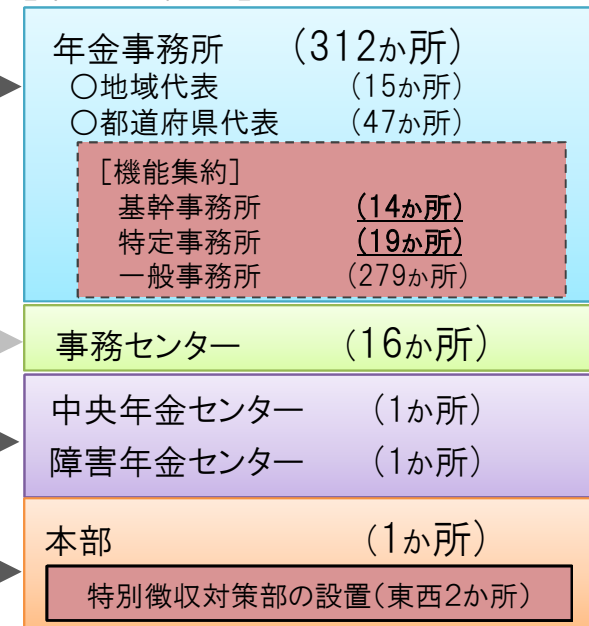 年金事務所 (312か所)
○地域代表 (15か所)
○都道府県代表 (47か所)
[機能集約]
基幹事務所 (14か所)
特定事務所 (19か所)
一般事務所 (279か所)
事務センター (16か所)
中央年金センター (1か所)
障害年金センター (1か所)
本部 (1か所)
特別徴収対策部の設置(東西2か所)